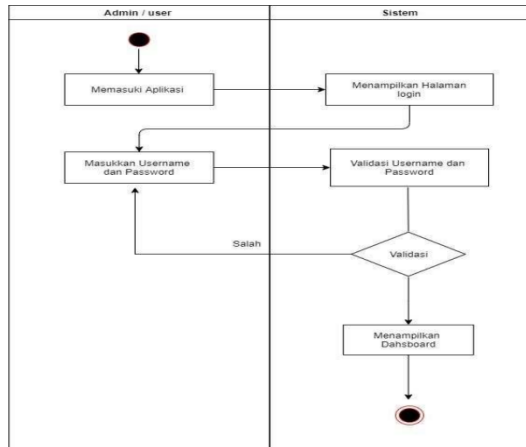 Admin / user
Sistem
Memasuki Aplikasi
Menampilkan Halaman
login
Masukkan Username
dan Password
Validasi Username dan
Password
Salah
Validasi
Menampilkan
Dahsboard